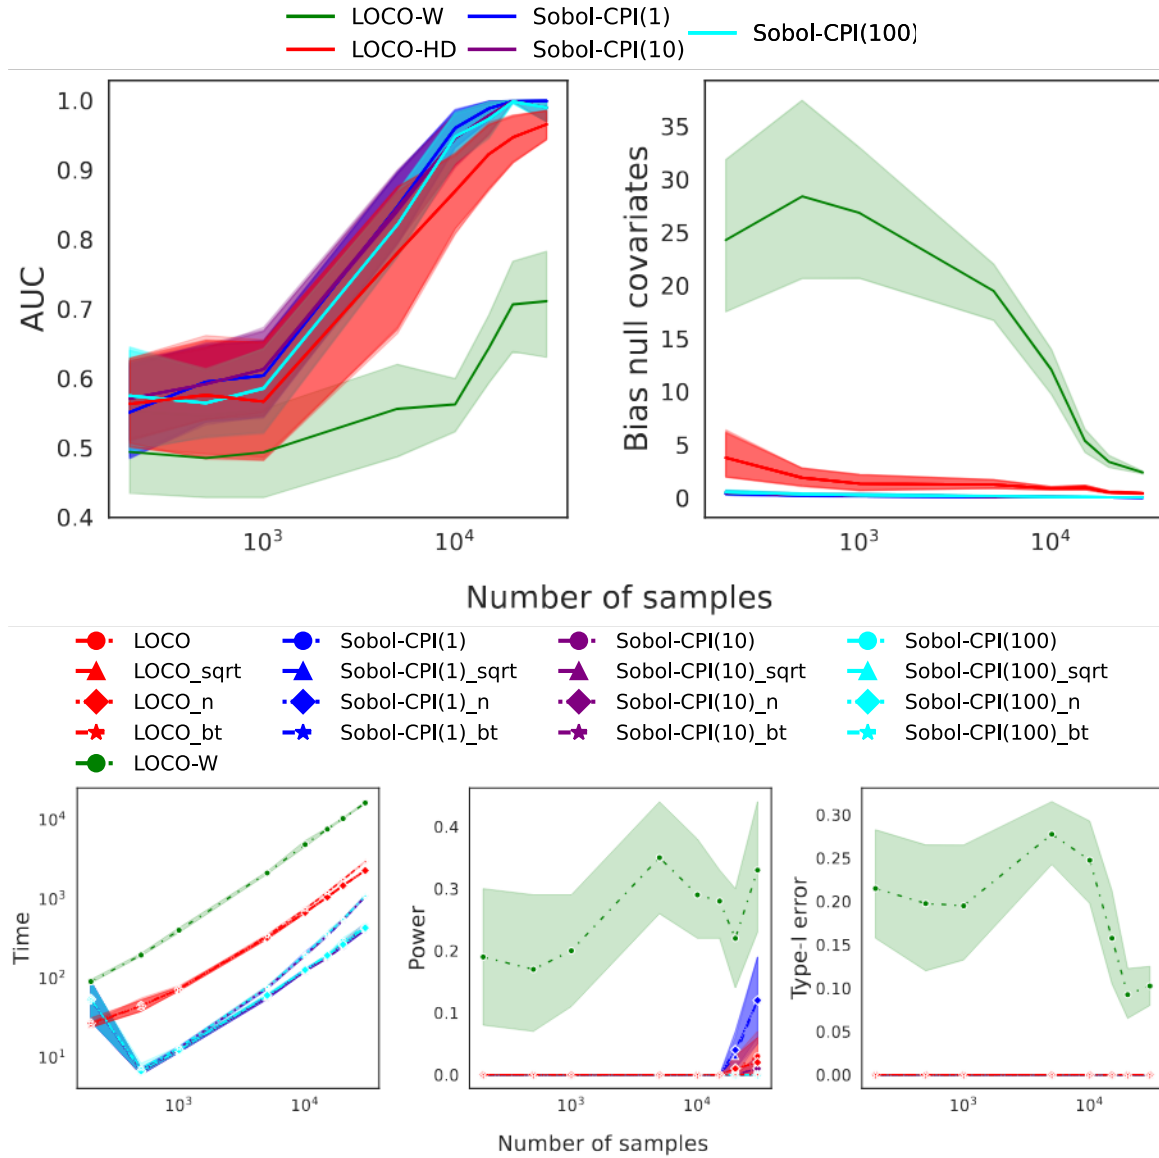 LOCO-W Sobol-CPI(1) Sobol-CPI(100)
LOCO-HD Sobol-CPI(10)
1.0
0.9
0.8
0.7
0.6
0.5
0.4
AUC
10³ 10⁴
35
30
25
20
15
10
5
0
Bias null covariates
10³ 10⁴
Number of samples
LOCO Sobol-CPI(1) Sobol-CPI(10) Sobol-CPI(100)
LOCO_sqrt Sobol-CPI(1)_sqrt Sobol-CPI(10)_sqrt Sobol-CPI(100)_sqrt
LOCO_n Sobol-CPI(1)_n Sobol-CPI(10)_n Sobol-CPI(100)_n
LOCO_bt Sobol-CPI(1)_bt Sobol-CPI(10)_bt Sobol-CPI(100)_bt
LOCO-W
10⁴
10³
10²
10¹
Time
10³ 10⁴
0.4
0.3
0.2
0.1
0.0
Power
10³ 10⁴
0.30
0.25
0.20
0.15
0.10
0.05
0.00
Type-I error
10³ 10⁴
Number of samples